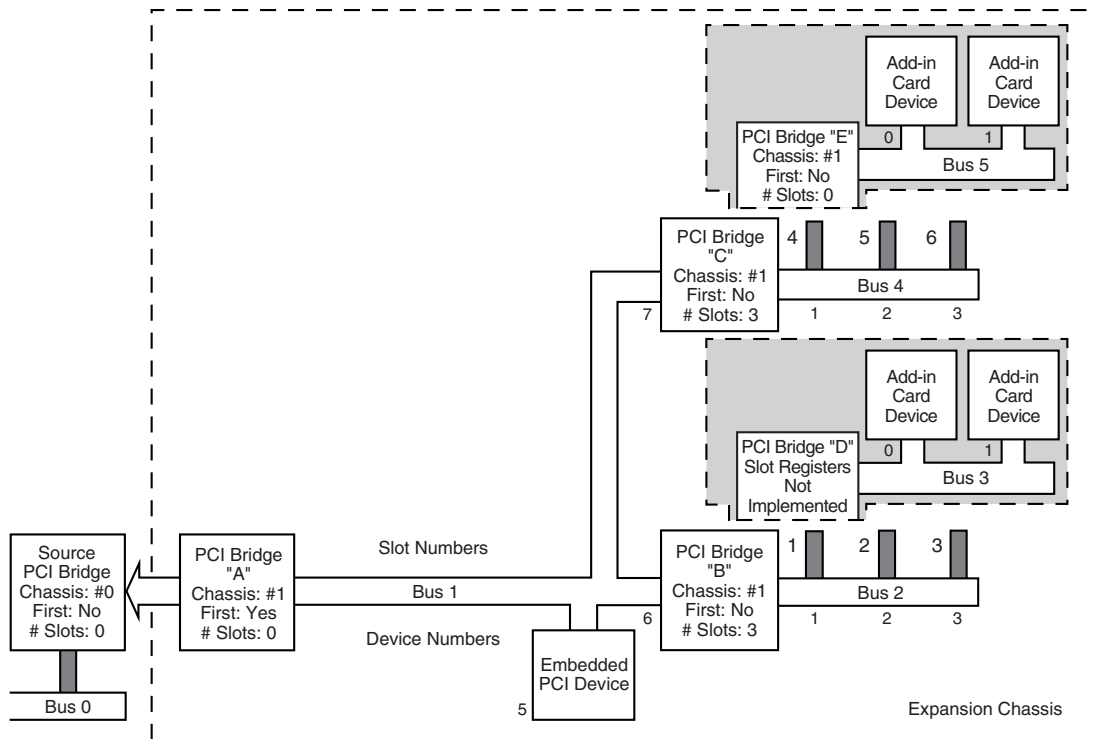 Add-in
Card
Device
Add-in
Card
Device
0
1
Bus 5
PCI Bridge "E"
Chassis: #1
First: No
# Slots: 0
PCI Bridge
"C"
Chassis: #1
First: No
# Slots: 3
7
4
5
6
Bus 4
1
2
3
Add-in
Card
Device
Add-in
Card
Device
0
1
Bus 3
PCI Bridge "D"
Slot Registers
Not
Implemented
Source
PCI Bridge
Chassis: #0
First: No
# Slots: 0
Bus 0
PCI Bridge
"A"
Chassis: #1
First: Yes
# Slots: 0
Slot Numbers
Bus 1
Device Numbers
Embedded
PCI Device
5
6
PCI Bridge
"B"
Chassis: #1
First: No
# Slots: 3
1
2
3
Bus 2
1
2
3
Expansion Chassis